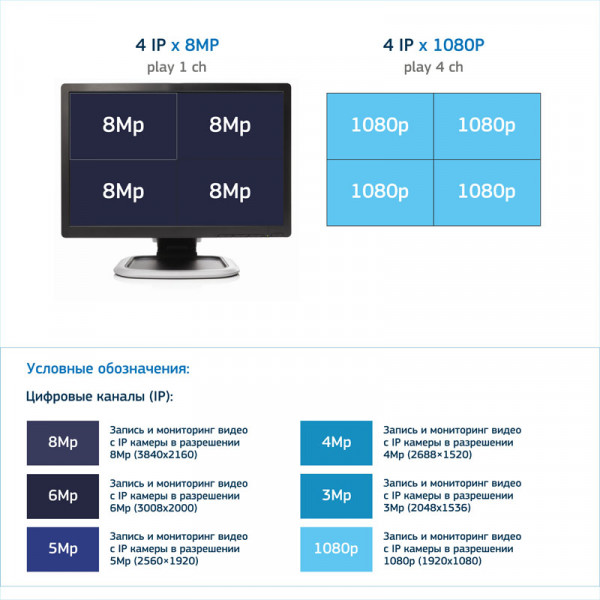 4 IP x 8MP
play 1 ch
8Mp 8Mp
8Mp 8Mp
4 IP x 1080P
play 4 ch
1080p 1080p
1080p 1080p
Условные обозначения:
Цифровые каналы (IP):
8Mp
Запись и мониторинг видео
с IP камеры в разрешении
8Mp (3840x2160)
6Mp
Запись и мониторинг видео
с IP камеры в разрешении
6Mp (3008x2000)
5Mp
Запись и мониторинг видео
с IP камеры в разрешении
5Mp (2560×1920)
4Mp
Запись и мониторинг видео
с IP камеры в разрешении
4Mp (2688×1520)
3Mp
Запись и мониторинг видео
с IP камеры в разрешении
3Mp (2048x1536)
1080p
Запись и мониторинг видео
с IP камеры в разрешении
1080p (1920x1080)